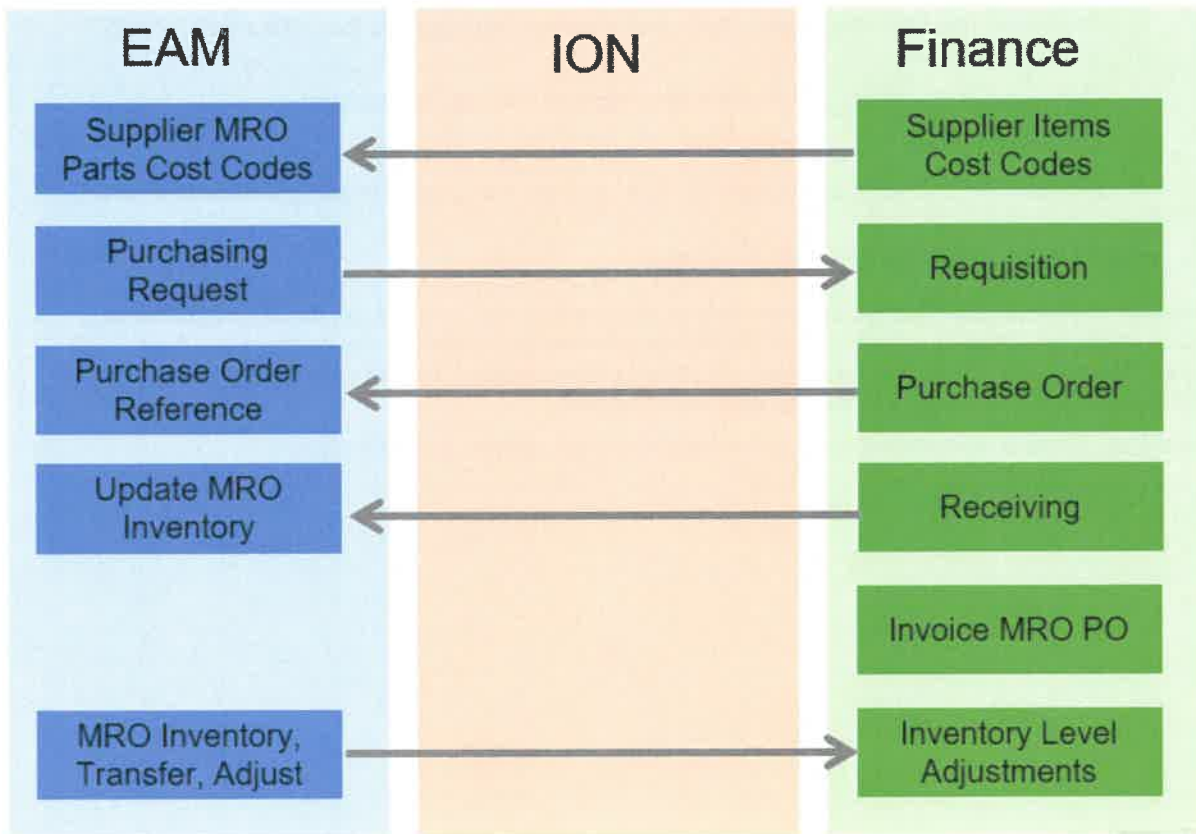 EAM
ION
Finance
Supplier MRO
Parts Cost Codes
Supplier Items
Cost Codes
Purchasing
Request
Requisition
Purchase Order
Reference
Purchase Order
Update MRO
Inventory
Receiving
Invoice MRO PO
MRO Inventory,
Transfer, Adjust
Inventory Level
Adjustments